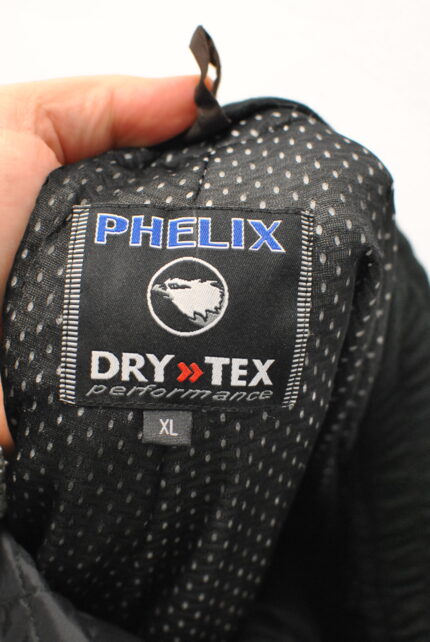 PHELIX
DRY»TEX
performance
XL